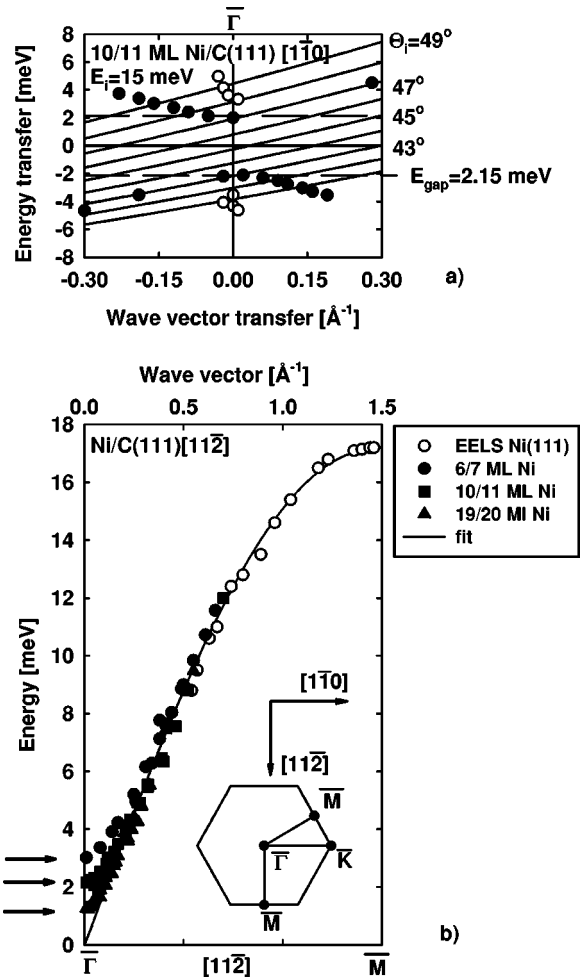 Γ̅
10/11 ML Ni/C(111) [11̅0]
E_i=15 meV
Θ_i=49°
47°
45°
43°
E_gap=2.15 meV
8
6
4
2
0
-2
-4
-6
-8
Energy transfer [meV]
-0.30 -0.15 0.00 0.15 0.30
Wave vector transfer [Å⁻¹]
a)
Wave vector [Å⁻¹]
0.0 0.5 1.0 1.5
Ni/C(111)[112̅]
18
16
14
12
10
8
6
4
2
0
Energy [meV]
EELS Ni(111)
6/7 ML Ni
10/11 ML Ni
19/20 Ml Ni
fit
[11̅0]
[112̅]
M̅
Γ̅
K̅
M̅
b)
Γ̅ [112̅] M̅